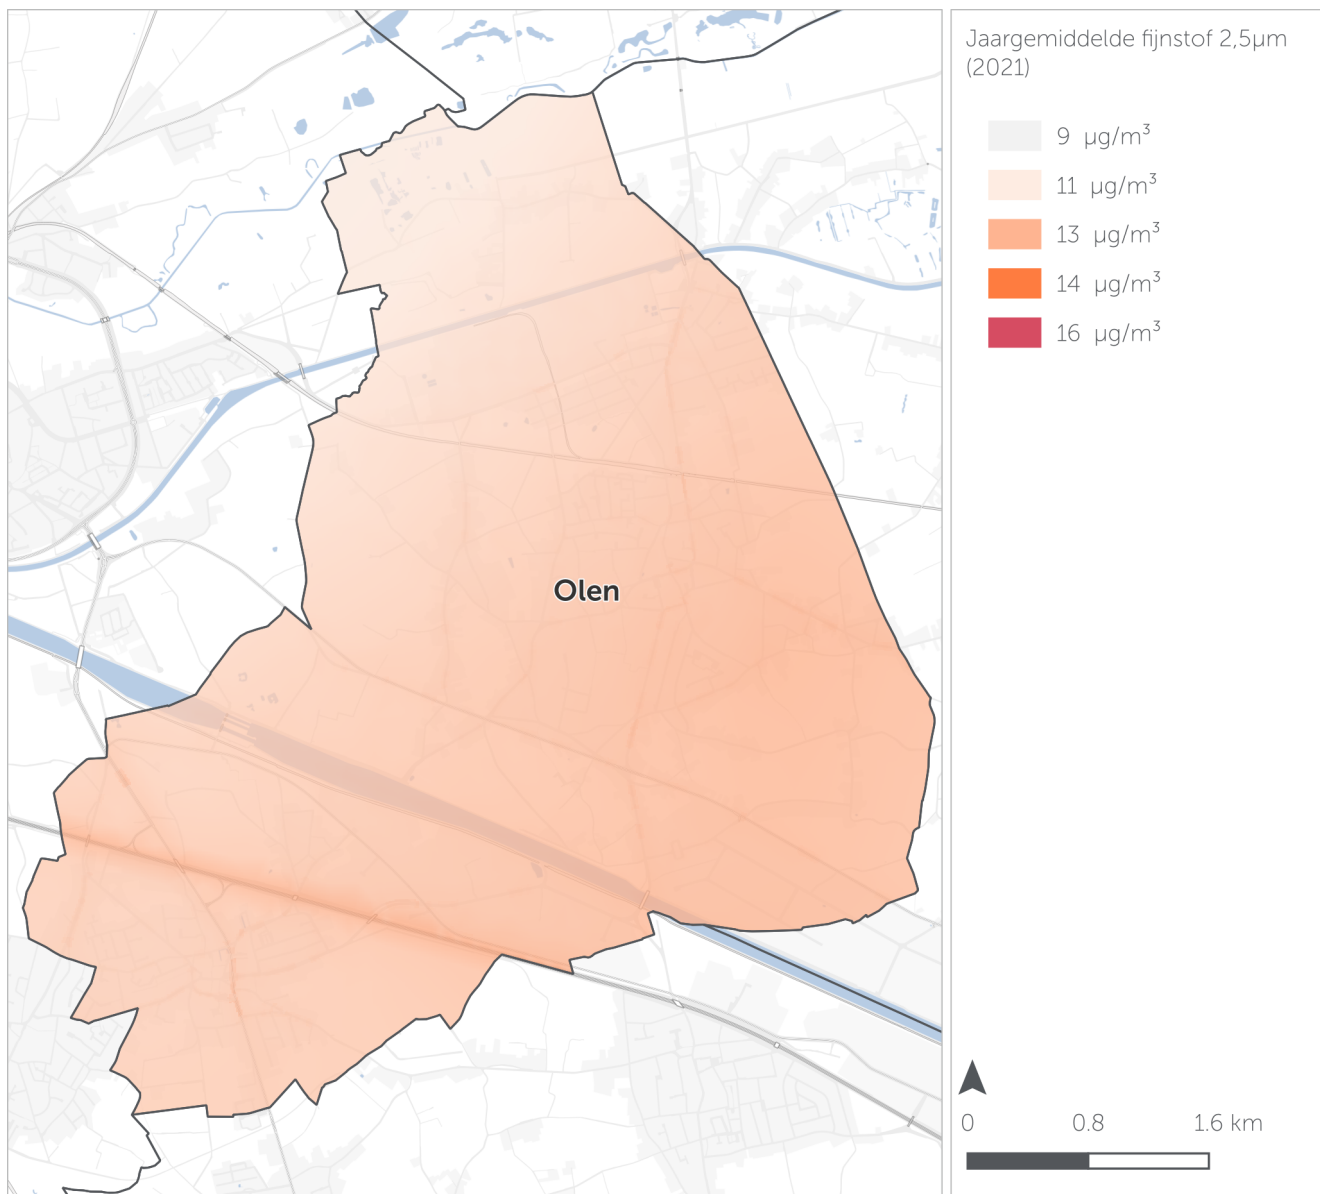 Jaargemiddelde fijnstof 2,5µm
(2021)
9 µg/m³
11 µg/m³
13 µg/m³
14 µg/m³
16 µg/m³
Olen
0 0.8 1.6 km